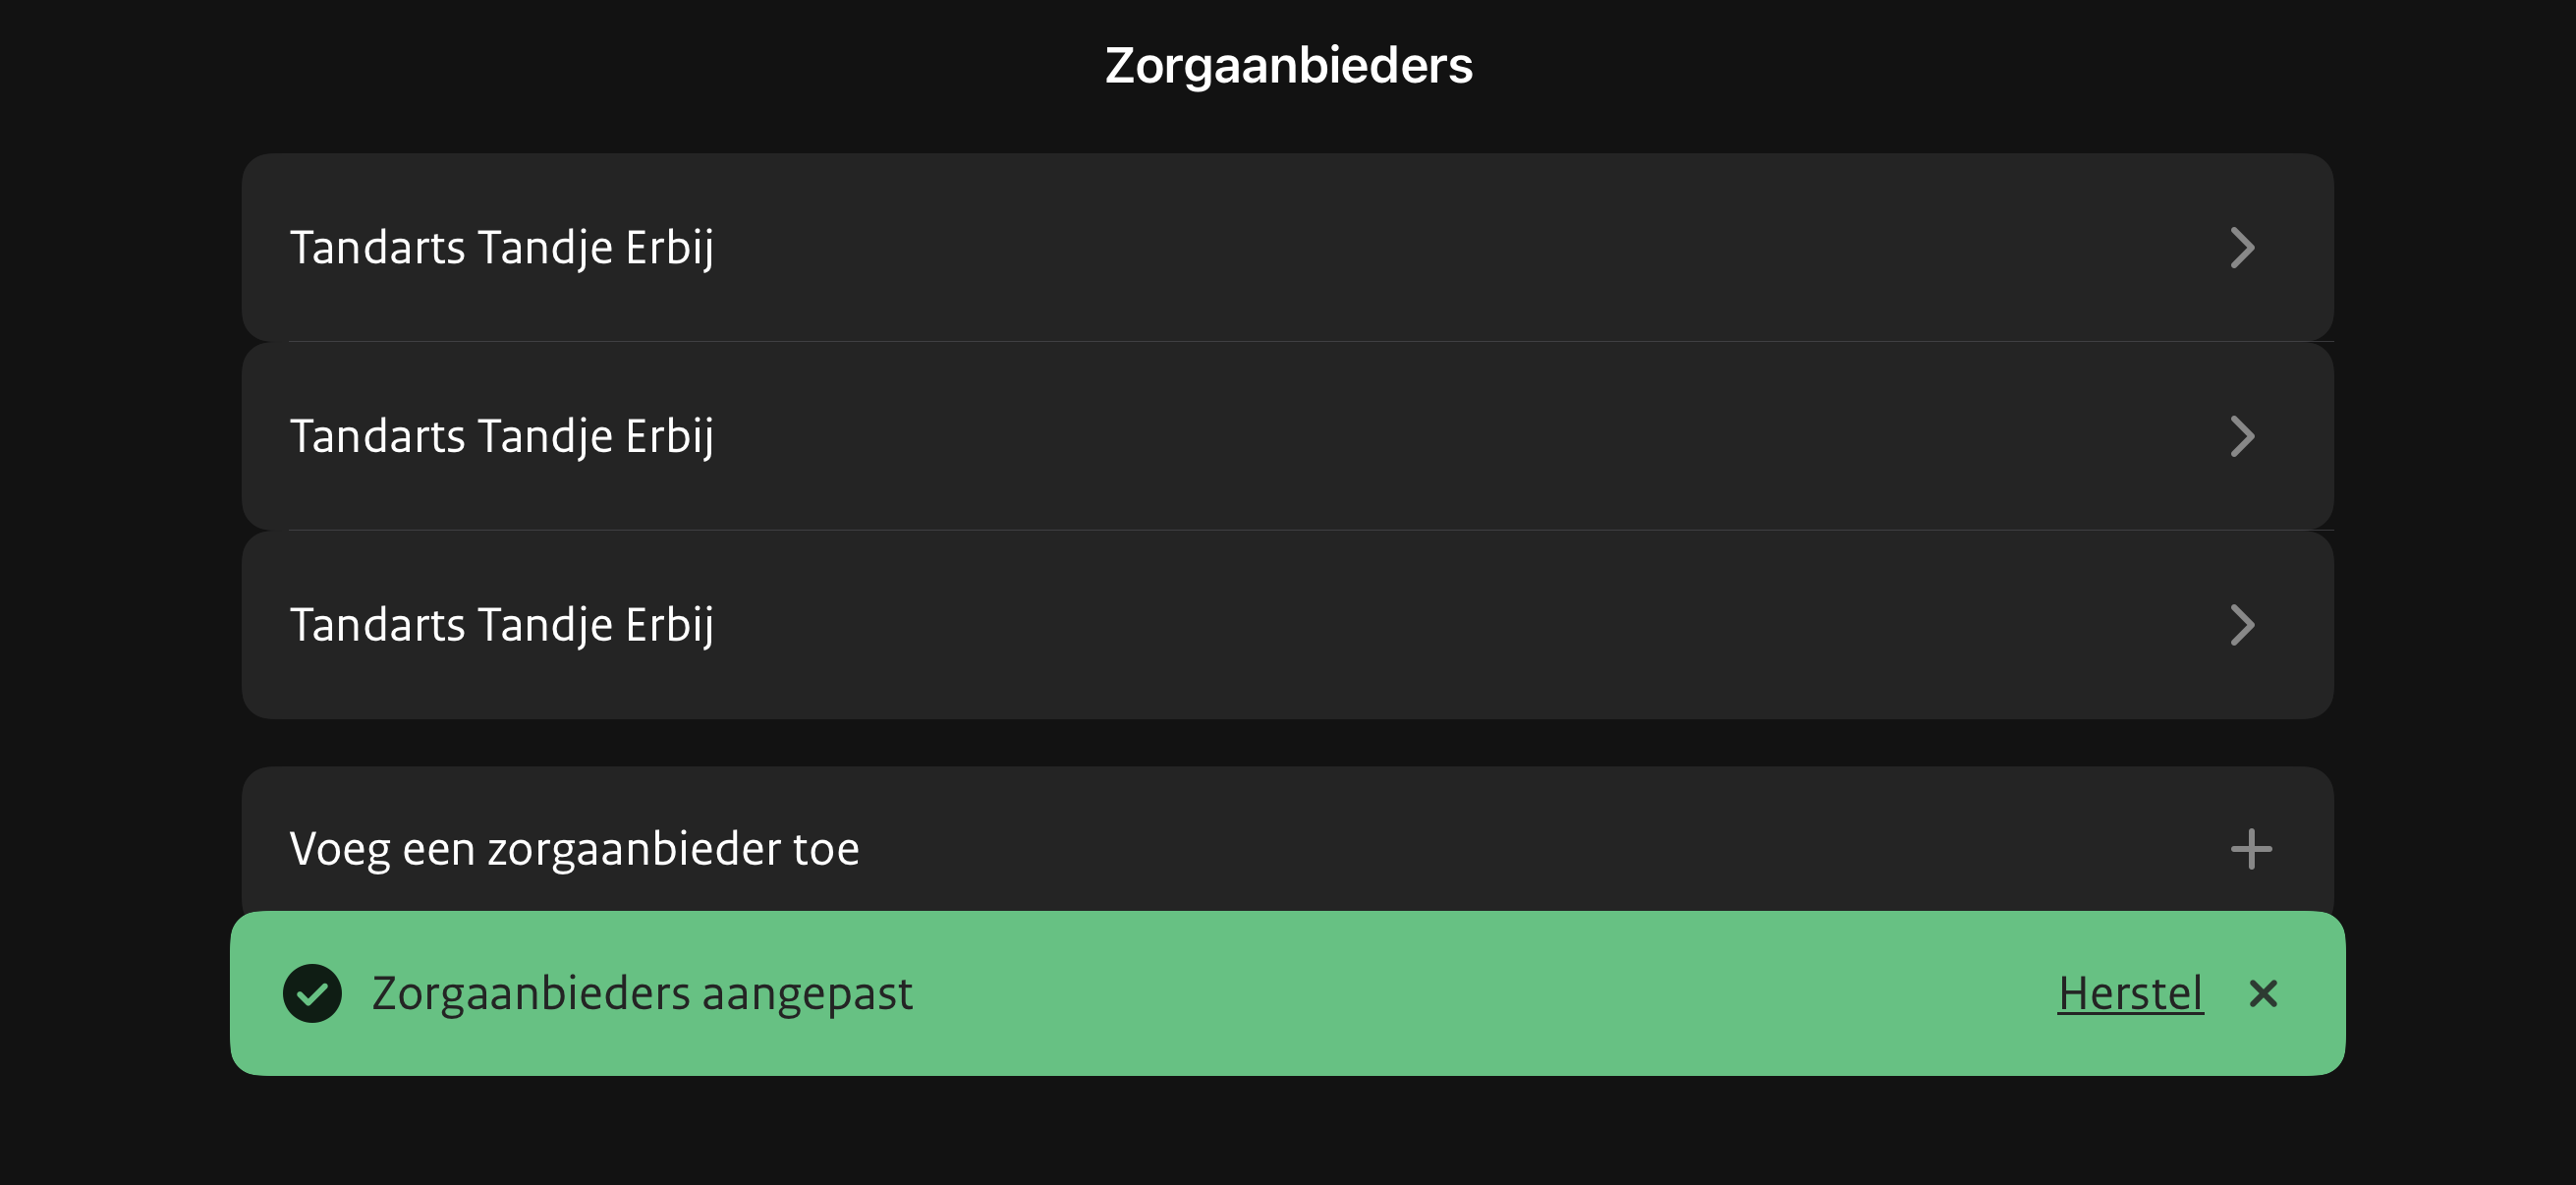 Zorgaanbieders
Tandarts Tandje Erbij
Tandarts Tandje Erbij
Tandarts Tandje Erbij
Voeg een zorgaanbieder toe
Zorgaanbieders aangepast Herstel